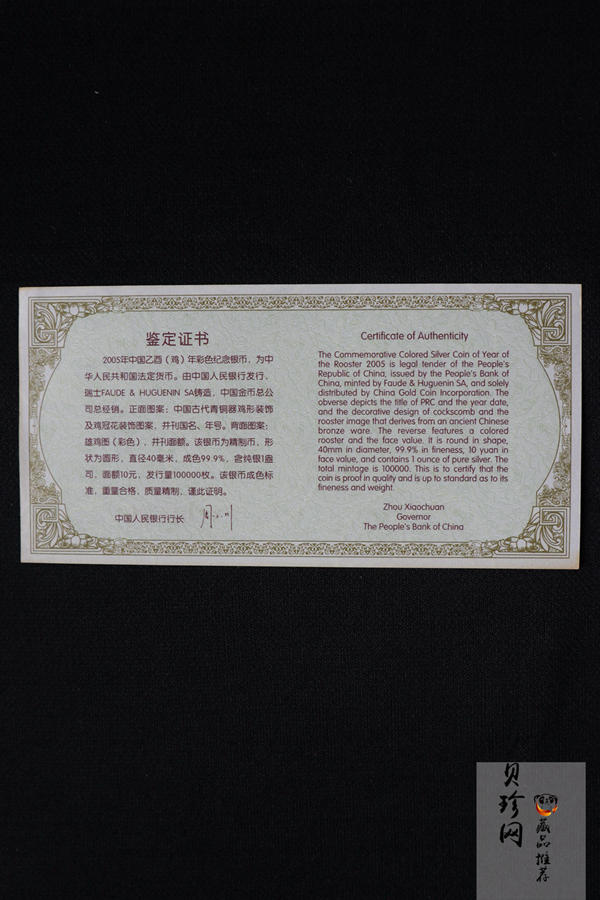 鉴定证书
2005年中国乙酉（鸡）年彩色纪念银币，为中
华人民共和国法定货币。由中国人民银行发行、
瑞士FAUDE & HUGUENIN SA铸造，中国金币总公
司总经销。正面图案：中国古代青铜器鸡形装饰
及鸡冠花装饰图案，并刊国名、年号。背面图案：
雄鸡图（彩色），并刊面额。该银币为精制币、形
状为圆形，直径40毫米，成色99.9%，含纯银1盎
司，面额10元，发行量100000枚。该银币成色标
准，重量合格，质量精制，谨此证明。
中国人民银行行长
Certificate of Authenticity
The Commemorative Colored Silver Coin of Year of
the Rooster 2005 is legal tender of the People's
Republic of China, issued by the People's Bank of
China, minted by Faude & Huguenin SA, and solely
distributed by China Gold Coin Incorporation. The
obverse depicts the title of PRC and the year date,
and the decorative design of cockscomb and the
rooster image that derives from an ancient Chinese
bronze ware. The reverse features a colored
rooster and the face value. It is round in shape,
40mm in diameter, 99.9% in fineness, 10 yuan in
face value, and contains 1 ounce of pure silver. The
total mintage is 100000. This is to certify that the
coin is proof in quality and is up to standard as to its
fineness and weight.
Zhou Xiaochuan
Governor
The People's Bank of China
贝珍网
藏品推荐